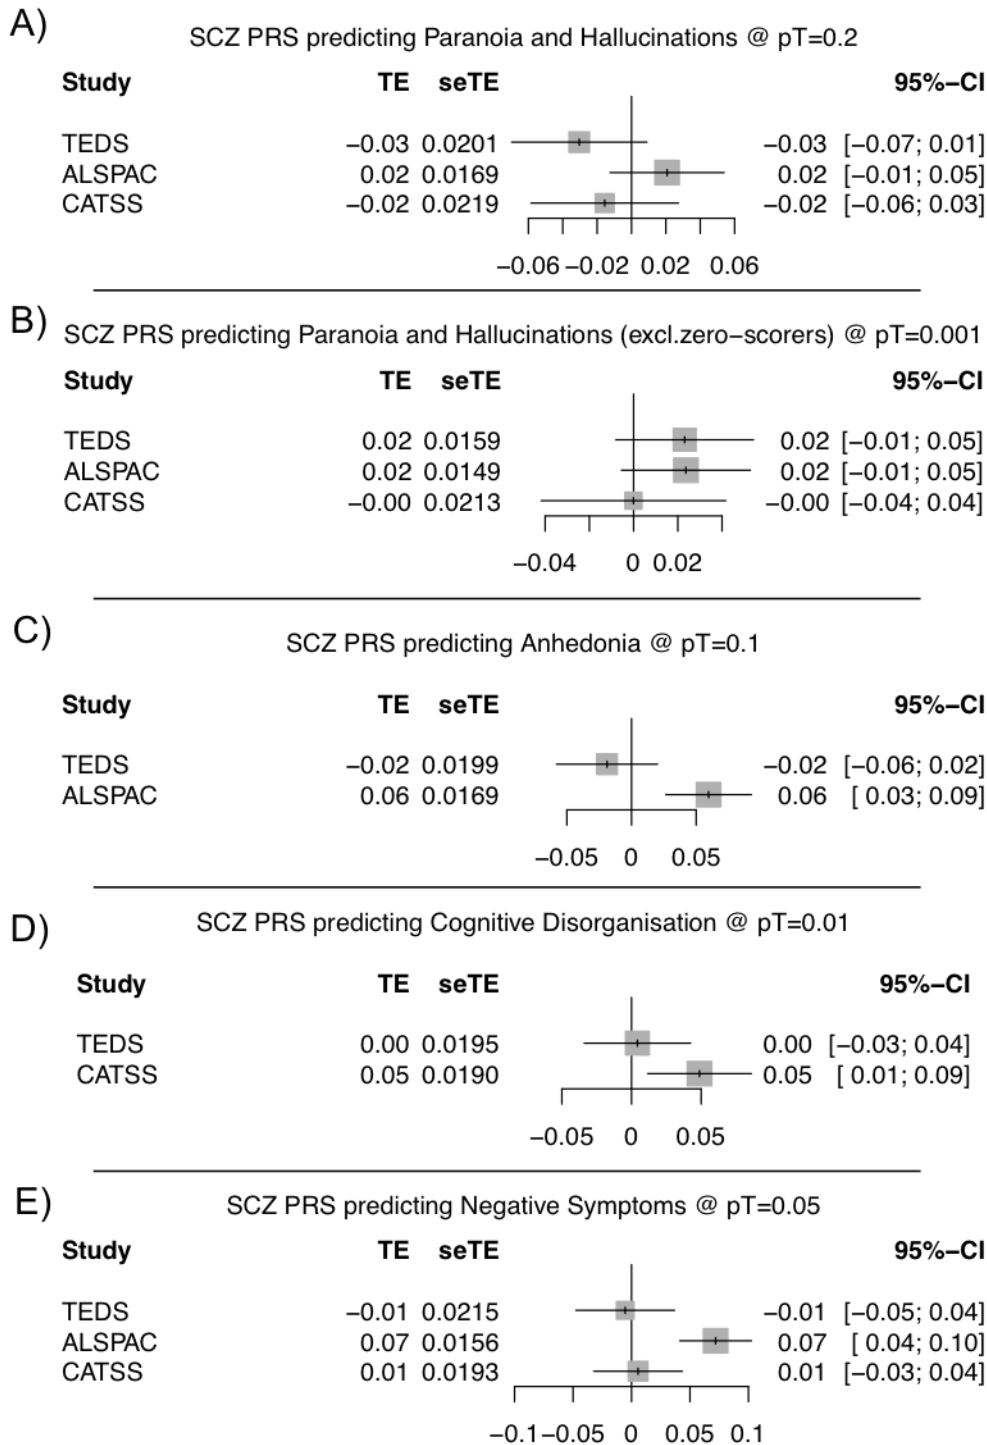 A)
SCZ PRS predicting Paranoia and Hallucinations @ pT=0.2
Study TE seTE 95%−CI
TEDS −0.03 0.0201 −0.03 [−0.07; 0.01]
ALSPAC 0.02 0.0169 0.02 [−0.01; 0.05]
CATSS −0.02 0.0219 −0.02 [−0.06; 0.03]
−0.06 −0.02 0.02 0.06
B)
SCZ PRS predicting Paranoia and Hallucinations (excl.zero−scorers) @ pT=0.001
Study TE seTE 95%−CI
TEDS 0.02 0.0159 0.02 [−0.01; 0.05]
ALSPAC 0.02 0.0149 0.02 [−0.01; 0.05]
CATSS −0.00 0.0213 −0.00 [−0.04; 0.04]
−0.04 0 0.02
C)
SCZ PRS predicting Anhedonia @ pT=0.1
Study TE seTE 95%−CI
TEDS −0.02 0.0199 −0.02 [−0.06; 0.02]
ALSPAC 0.06 0.0169 0.06 [ 0.03; 0.09]
−0.05 0 0.05
D)
SCZ PRS predicting Cognitive Disorganisation @ pT=0.01
Study TE seTE 95%−CI
TEDS 0.00 0.0195 0.00 [−0.03; 0.04]
CATSS 0.05 0.0190 0.05 [ 0.01; 0.09]
−0.05 0 0.05
E)
SCZ PRS predicting Negative Symptoms @ pT=0.05
Study TE seTE 95%−CI
TEDS −0.01 0.0215 −0.01 [−0.05; 0.04]
ALSPAC 0.07 0.0156 0.07 [ 0.04; 0.10]
CATSS 0.01 0.0193 0.01 [−0.03; 0.04]
−0.1 −0.05 0 0.05 0.1